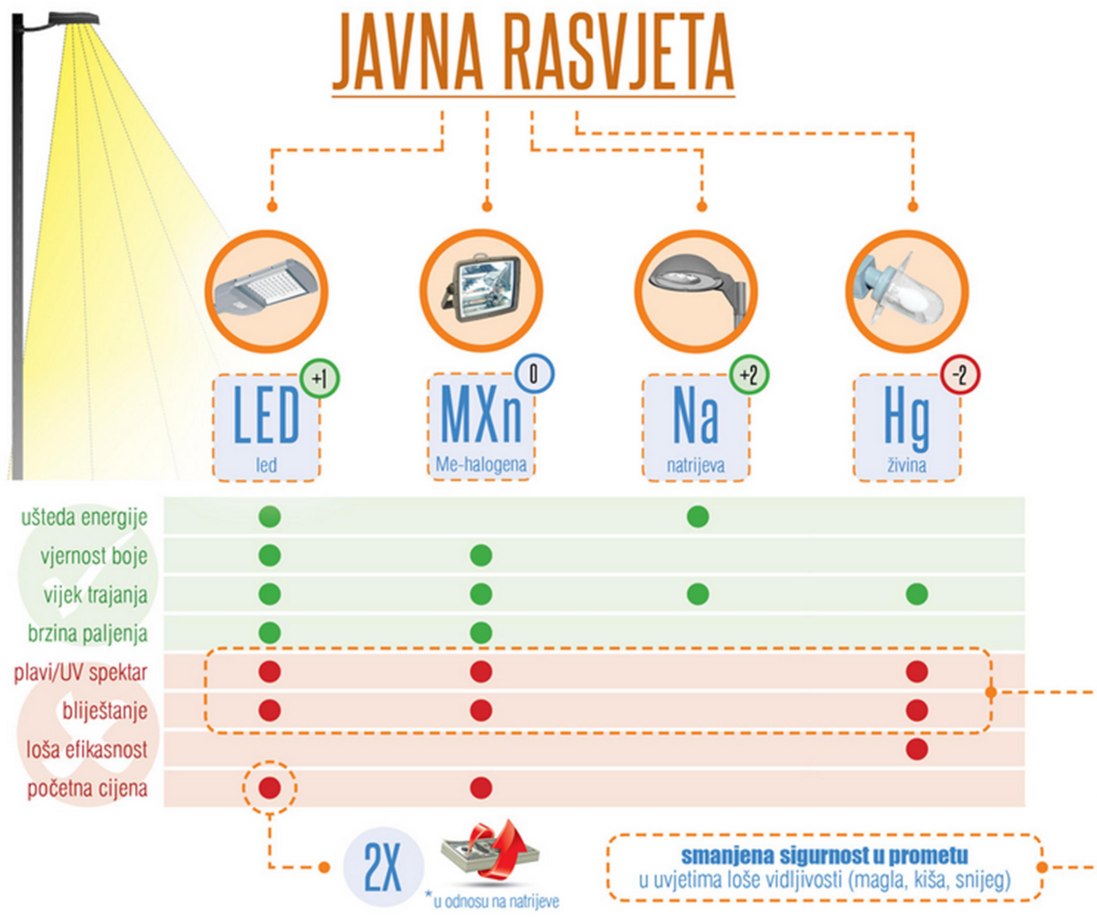 JAVNA RASVJETA
+1
0
+2
-2
LED
MXn
Na
Hg
led
Me-halogena
natrijeva
živina
ušteda energije
vjernost boje
vijek trajanja
brzina paljenja
plavi/UV spektar
bliještanje
loša efikasnost
početna cijena
2X
*u odnosu na natrijeve
smanjena sigurnost u prometu
u uvjetima loše vidljivosti (magla, kiša, snijeg)